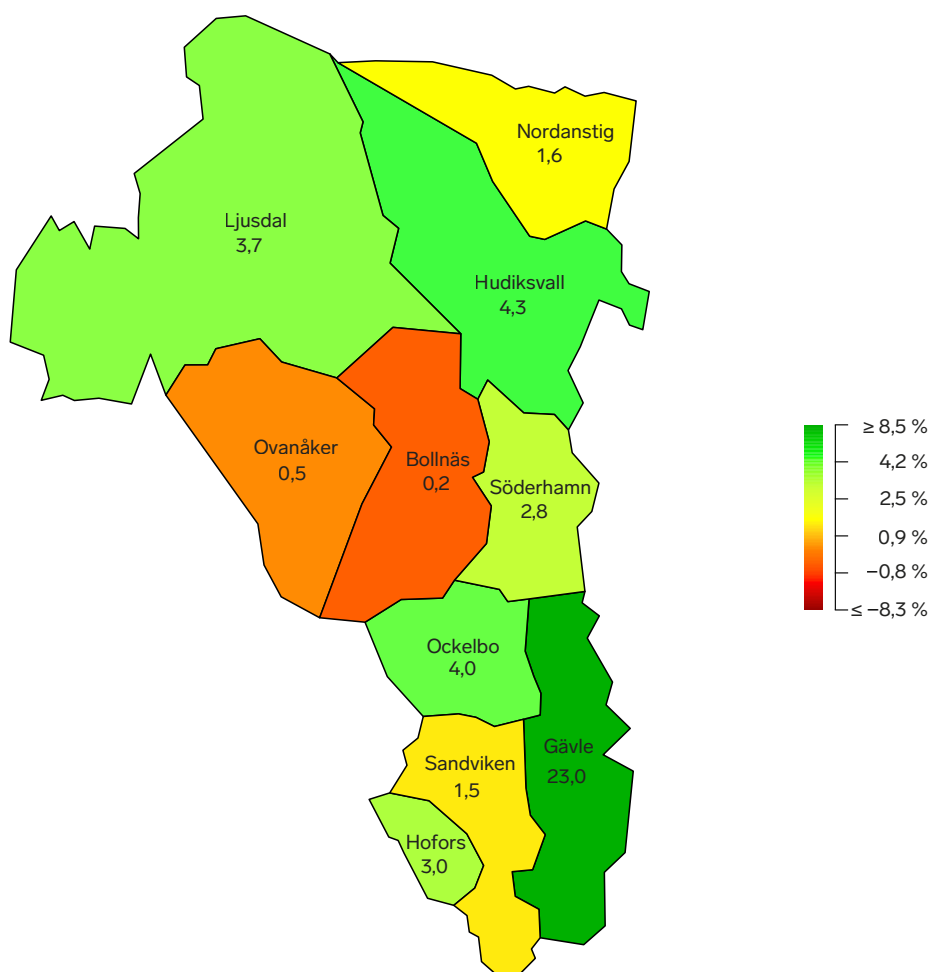 Nordanstig
1,6
Ljusdal
3,7
Hudiksvall
4,3
Ovanåker
0,5
Bollnäs
0,2
Söderhamn
2,8
Ockelbo
4,0
Gävle
23,0
Sandviken
1,5
Hofors
3,0
≥ 8,5 %
4,2 %
2,5 %
0,9 %
−0,8 %
≤ −8,3 %